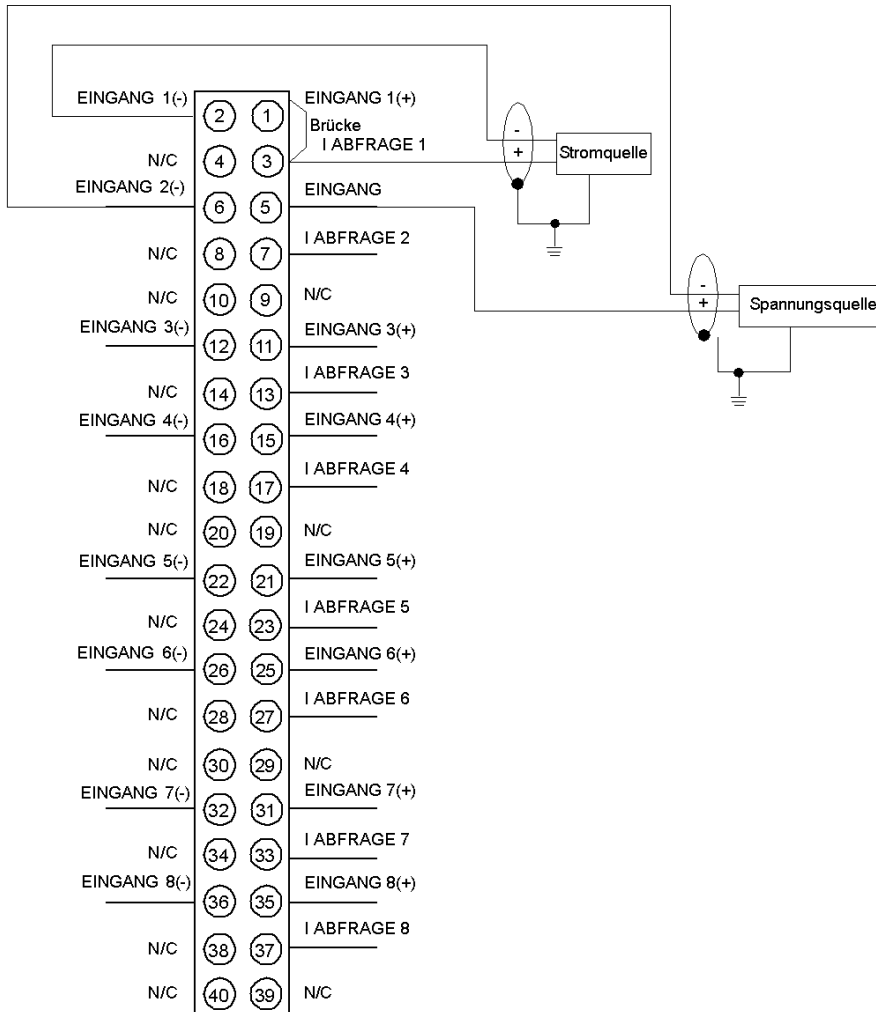 EINGANG 1(-) 2 1 EINGANG 1(+)
Brücke
I ABFRAGE 1
N/C 4 3
- 
+ Stromquelle
EINGANG 2(-) 6 5 EINGANG
N/C 8 7 I ABFRAGE 2
N/C 10 9 N/C
-
+ Spannungsquelle
EINGANG 3(-) 12 11 EINGANG 3(+)
N/C 14 13 I ABFRAGE 3
EINGANG 4(-) 16 15 EINGANG 4(+)
N/C 18 17 I ABFRAGE 4
N/C 20 19 N/C
EINGANG 5(-) 22 21 EINGANG 5(+)
N/C 24 23 I ABFRAGE 5
EINGANG 6(-) 26 25 EINGANG 6(+)
N/C 28 27 I ABFRAGE 6
N/C 30 29 N/C
EINGANG 7(-) 32 31 EINGANG 7(+)
N/C 34 33 I ABFRAGE 7
EINGANG 8(-) 36 35 EINGANG 8(+)
N/C 38 37 I ABFRAGE 8
N/C 40 39 N/C